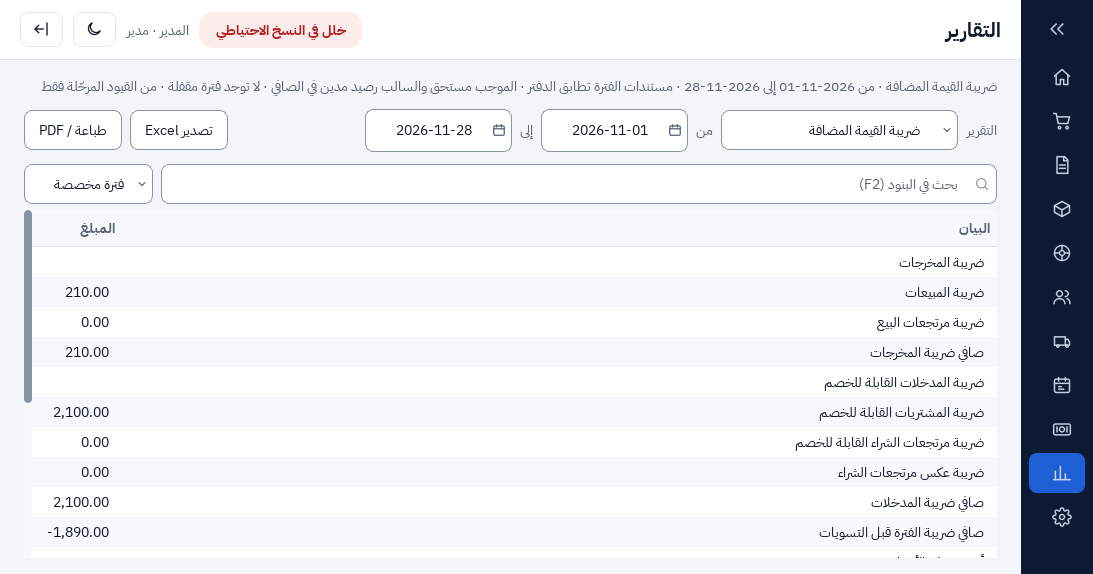 التقارير
خلل في النسخ الاحتياطي
المدير · مدير
ضريبة القيمة المضافة · من 2026-11-01 إلى 2026-11-28 · مستندات الفترة تطابق الدفتر · الموجب مستحق والسالب رصيد مدين في الصافي · لا توجد فترة مقفلة · من القيود المرحّلة فقط
التقرير ضريبة القيمة المضافة من 2026-11-01 إلى 2026-11-28 تصدير Excel طباعة / PDF
بحث في البنود (F2) فترة مخصصة
البيان المبلغ
ضريبة المخرجات
ضريبة المبيعات 210.00
ضريبة مرتجعات البيع 0.00
صافي ضريبة المخرجات 210.00
ضريبة المدخلات القابلة للخصم
ضريبة المشتريات القابلة للخصم 2,100.00
ضريبة مرتجعات الشراء القابلة للخصم 0.00
ضريبة عكس مرتجعات الشراء 0.00
صافي ضريبة المدخلات 2,100.00
صافي ضريبة الفترة قبل التسويات -1,890.00